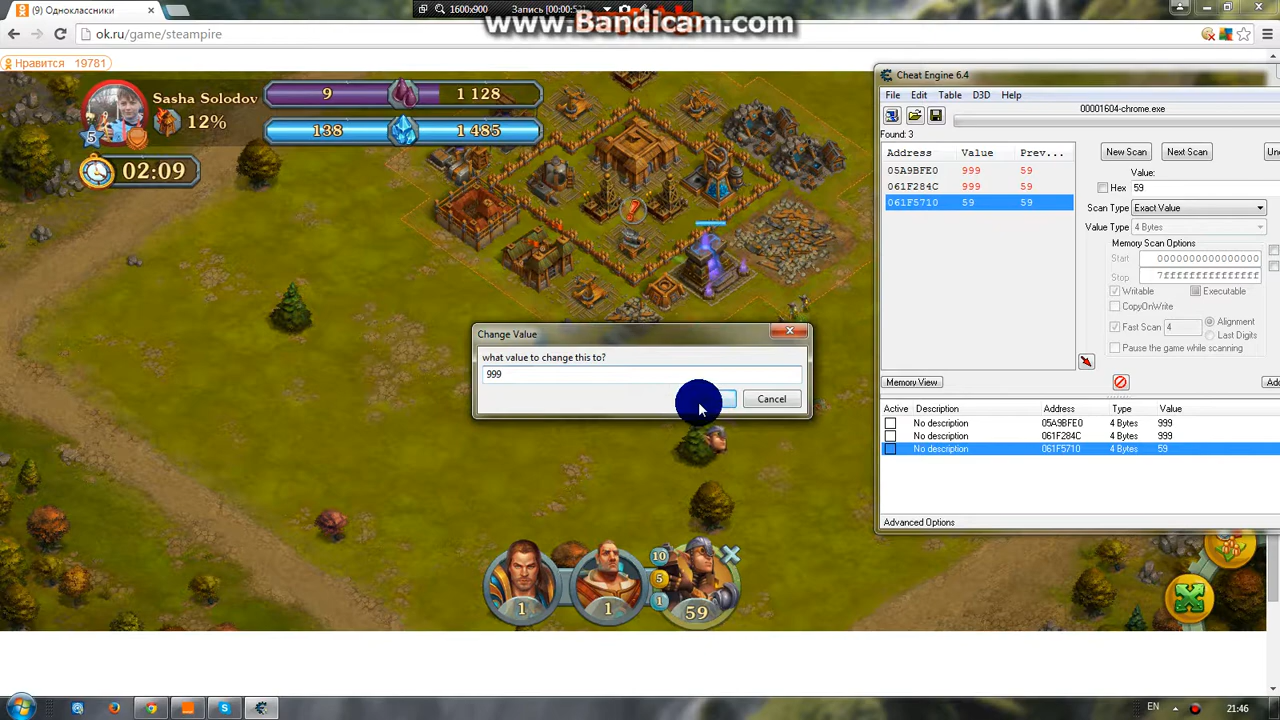 (9) Одноклассники
1600x900
Запись [00:00:5
www.Bandicam.com
ok.ru/game/steampire
Нравится 19781
Sasha Solodov
12%
5
9
1 128
138
1 485
02:09
Cheat Engine 6.4
File Edit Table D3D Help
00001604-chrome.exe
Found: 3
Address Value Prev...
05A9BFE0 999 59
061F284C 999 59
061F5710 59 59
New Scan
Next Scan
Un
Value:
Hex
59
Scan Type
Exact Value
Value Type
4 Bytes
Memory Scan Options
Start
0000000000000000
Stop
7fffffffffffffff
Writable
Executable
CopyOnWrite
Fast Scan
4
Alignment
Last Digits
Pause the game while scanning
Memory View
Ad
Active Description Address Type Value
No description 05A9BFE0 4 Bytes 999
No description 061F284C 4 Bytes 999
No description 061F5710 4 Bytes 59
Advanced Options
Change Value
what value to change this to?
999
Cancel
10
5
1
1
1
59
EN
21:46